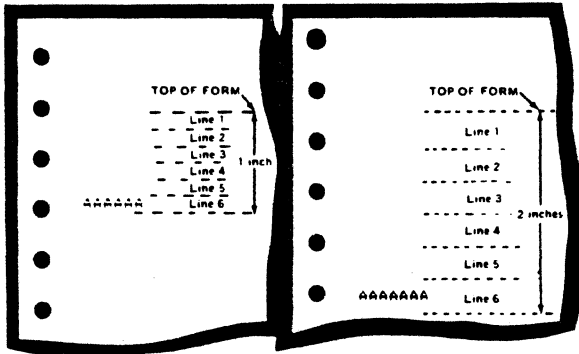 TOP OF FORM
Line 1
Line 2
Line 3
Line 4
Line 5
Line 6
1 inch
AAAAAA
TOP OF FORM
Line 1
Line 2
Line 3
Line 4
Line 5
Line 6
2 inches
AAAAAAA